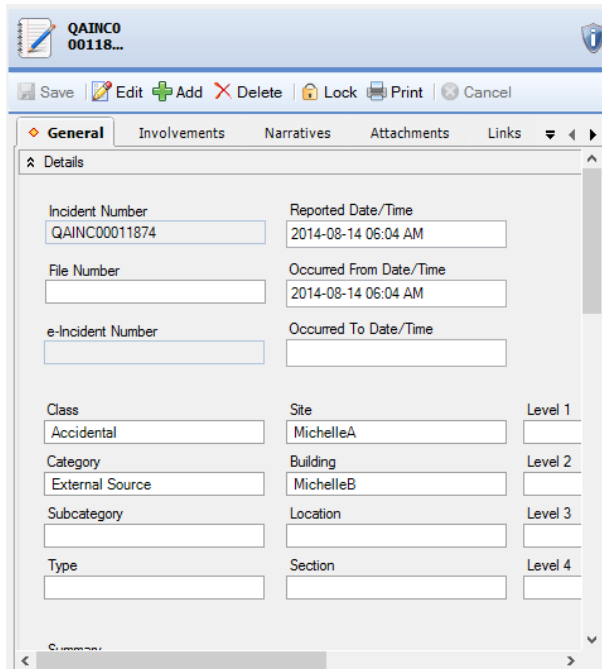 QAINC0
00118...
Save Edit Add Delete Lock Print Cancel
General Involvements Narratives Attachments Links
Details
Incident Number Reported Date/Time
QAINC00011874 2014-08-14 06:04 AM
File Number Occurred From Date/Time
2014-08-14 06:04 AM
e-Incident Number Occurred To Date/Time
Class Site Level 1
Accidental MichelleA
Category Building Level 2
External Source MichelleB
Subcategory Location Level 3
Type Section Level 4
Summary